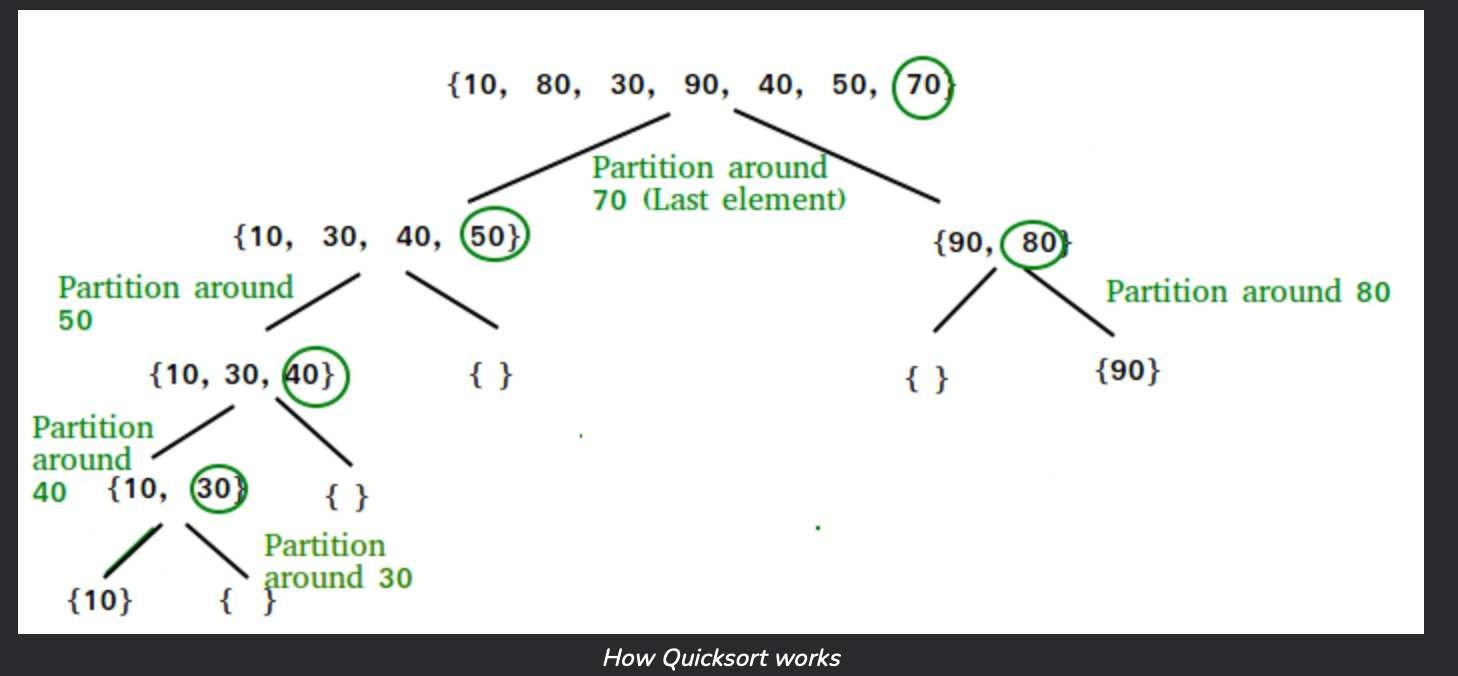 {10, 80, 30, 90, 40, 50, 70}
Partition around
70 (Last element)
{10, 30, 40, 50}
{90, 80}
Partition around
50
Partition around 80
{10, 30, 40}
{ }
{ }
{90}
Partition
around
40
{10, 30}
{ }
Partition
around 30
{10}
{ }
How Quicksort works